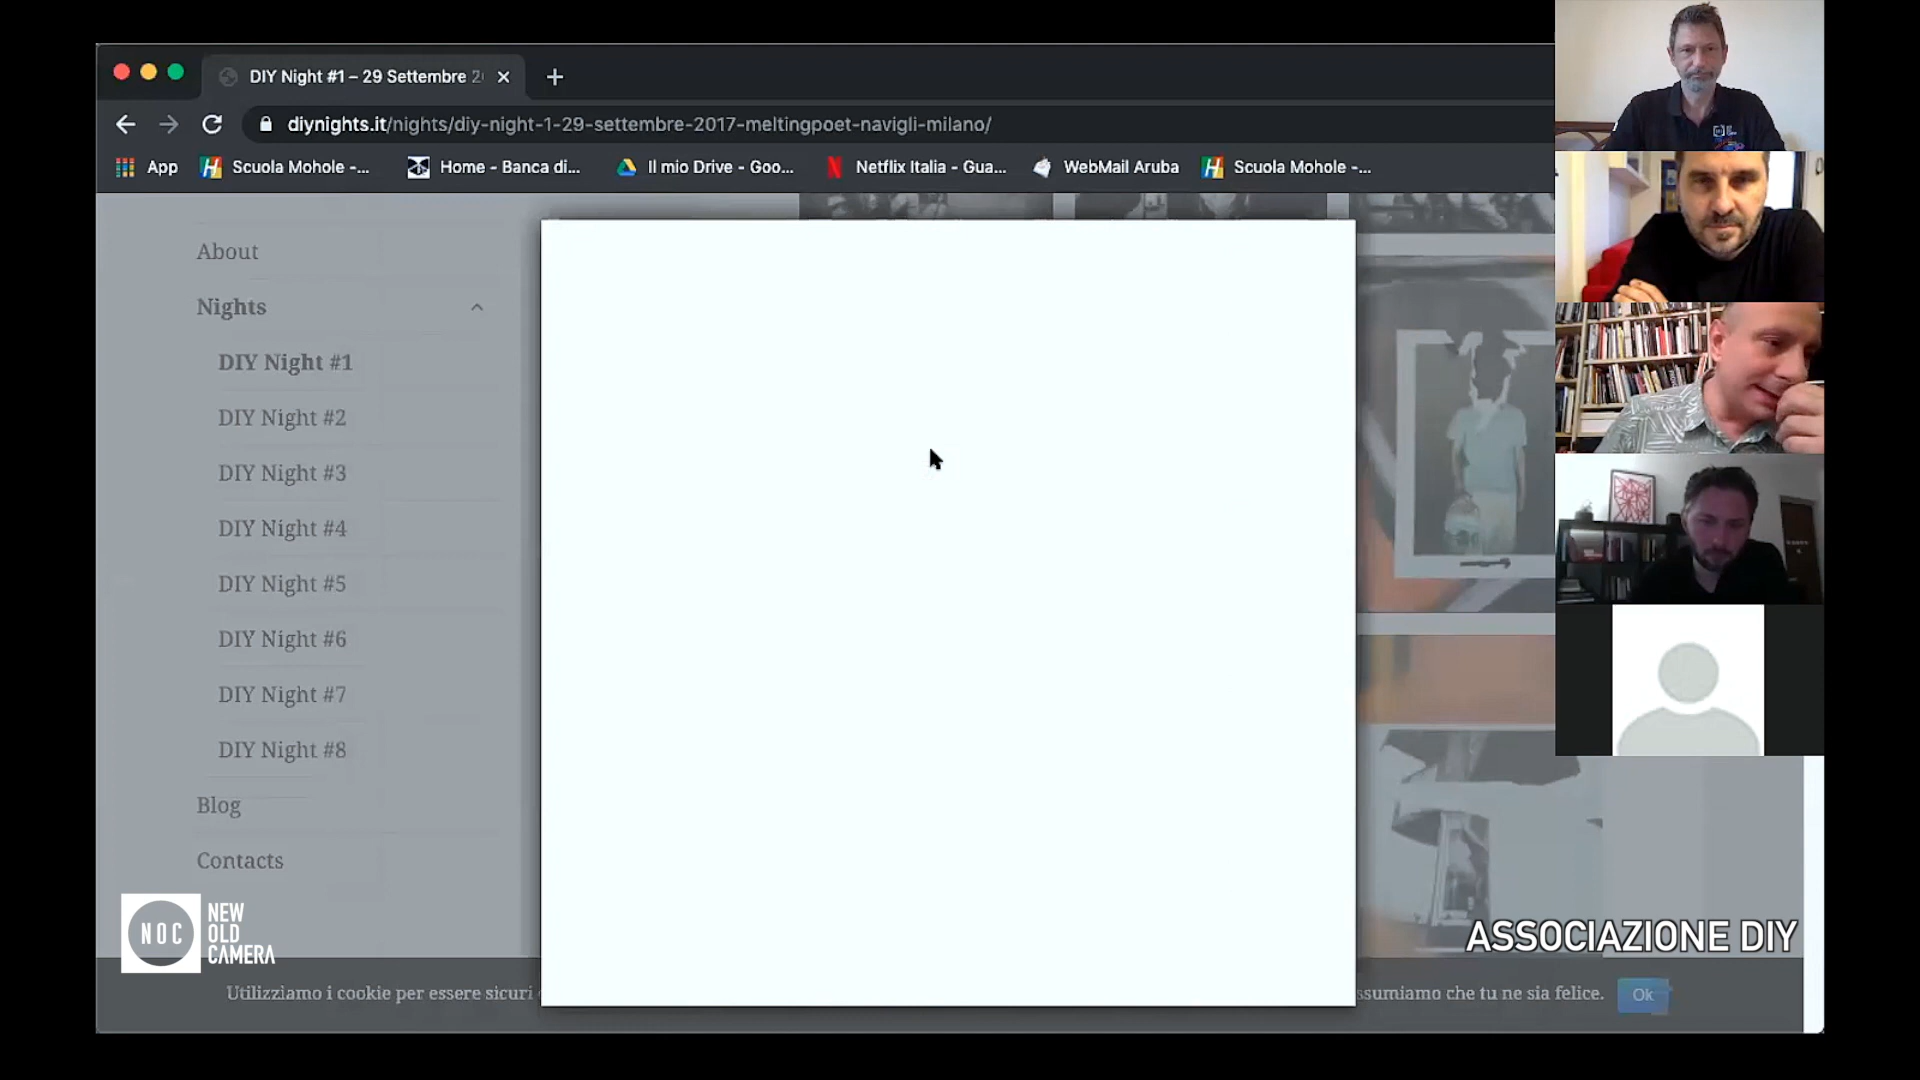 DIY Night #1 – 29 Settembre 2
diynights.it/nights/diy-night-1-29-settembre-2017-meltingpoet-navigli-milano/
App Scuola Mohole -... Home - Banca di... Il mio Drive - Goo... Netflix Italia - Gua... WebMail Aruba Scuola Mohole -...
About
Nights
DIY Night #1
DIY Night #2
DIY Night #3
DIY Night #4
DIY Night #5
DIY Night #6
DIY Night #7
DIY Night #8
Blog
Contacts
NOC
NEW
OLD
CAMERA
ASSOCIAZIONE DIY
Utilizziamo i cookie per essere sicuri
ssumiamo che tu ne sia felice. Ok